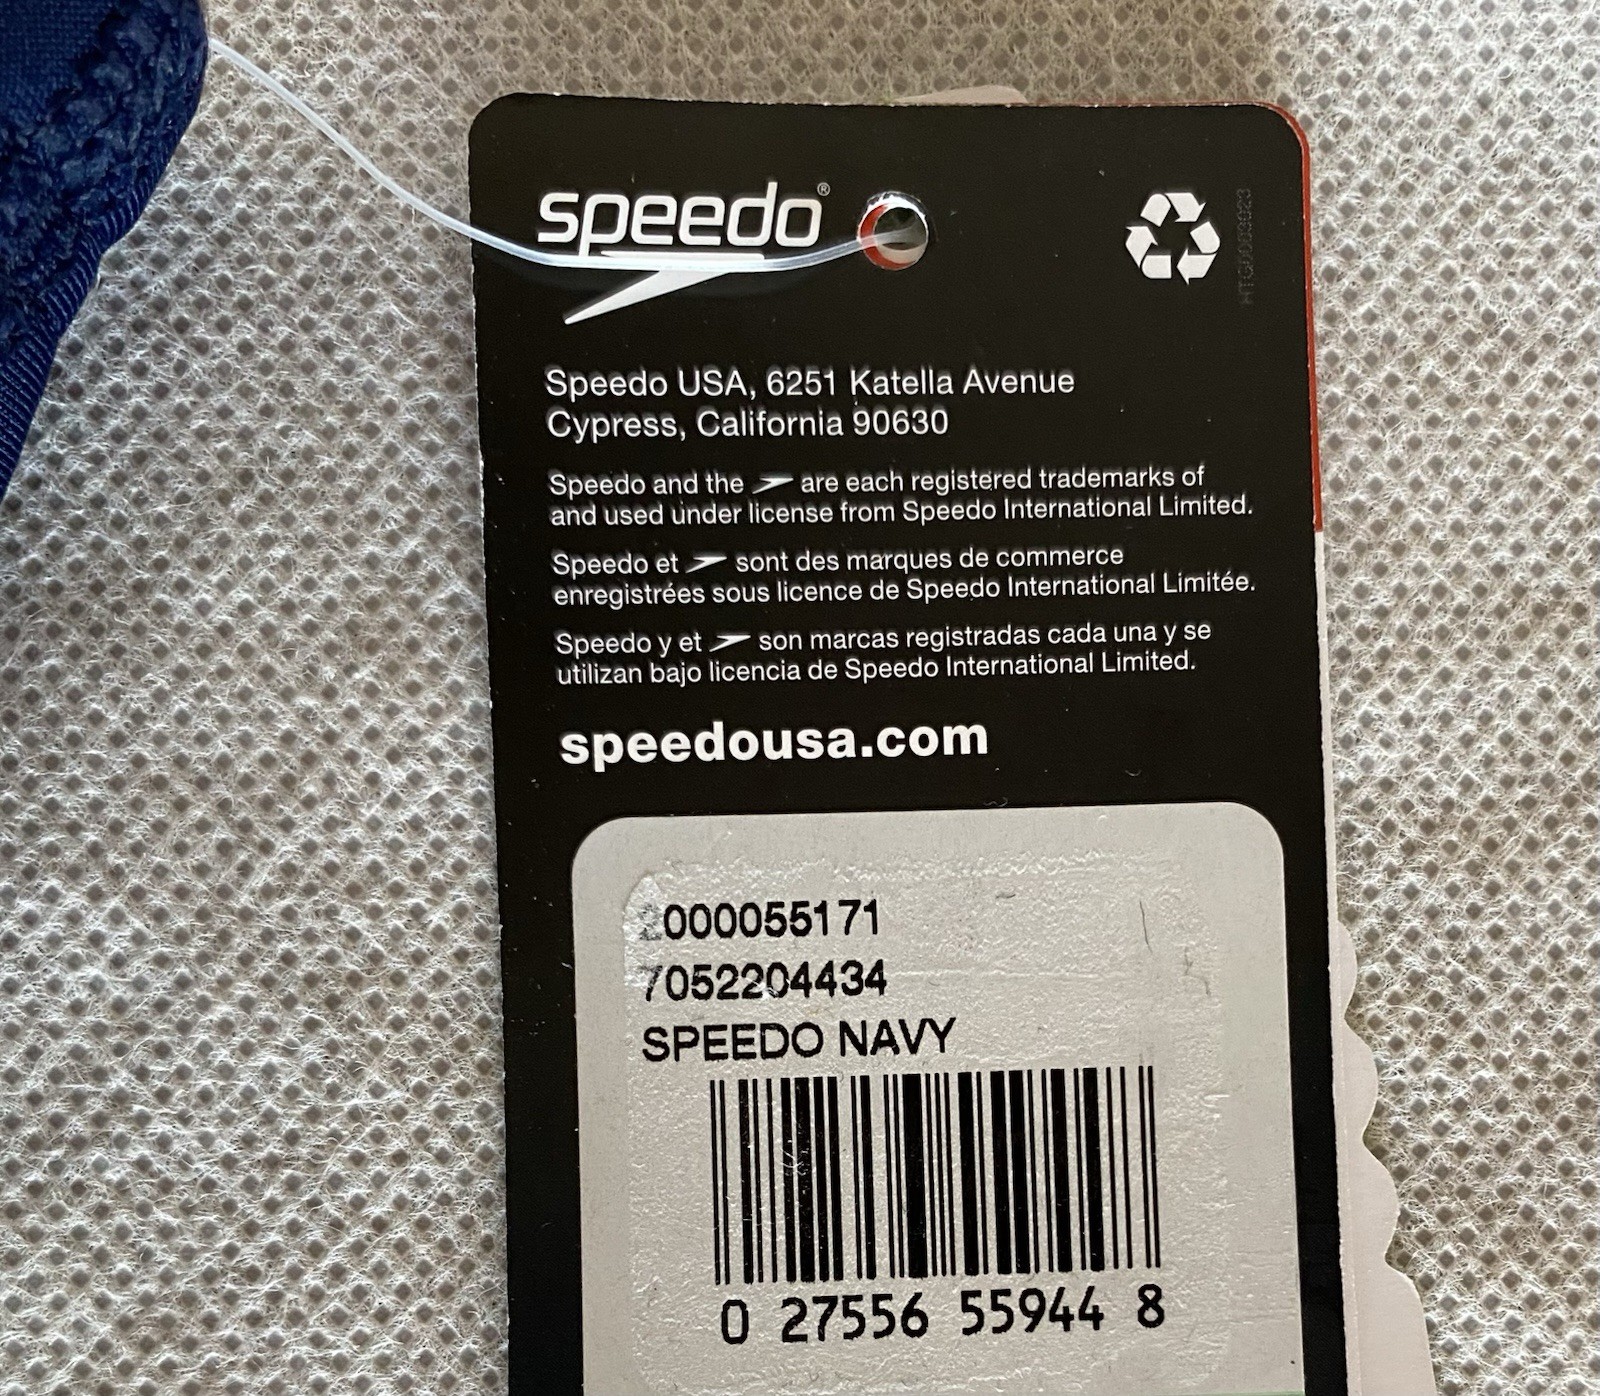 speedo®
HTG0003023
Speedo USA, 6251 Katella Avenue
Cypress, California 90630
Speedo and the are each registered trademarks of
and used under license from Speedo International Limited.
Speedo et sont des marques de commerce
enregistrées sous licence de Speedo International Limitée.
Speedo y et son marcas registradas cada una y se
utilizan bajo licencia de Speedo International Limited.
speedousa.com
2000055171
7052204434
SPEEDO NAVY
0 27556 55944 8